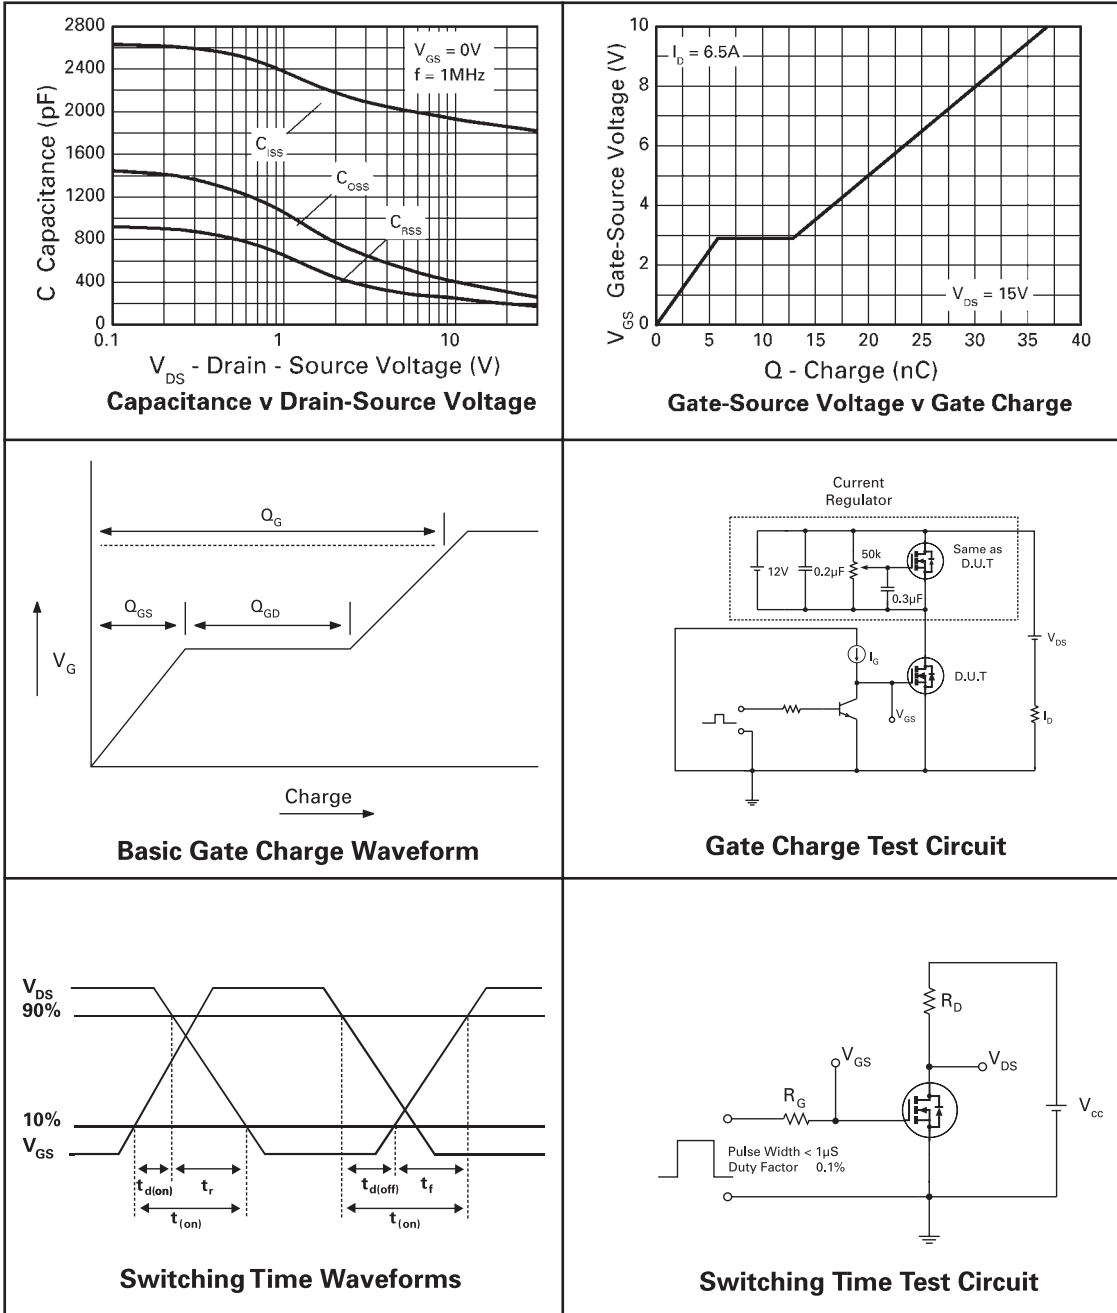 2800
2400
2000
1600
1200
800
400
0
C Capacitance (pF)
V_GS = 0V
f = 1MHz
C_ISS
C_OSS
C_RSS
0.1
1
10
V_DS - Drain - Source Voltage (V)
Capacitance v Drain-Source Voltage
10
8
6
4
2
0
V_GS Gate-Source Voltage (V)
I_D = 6.5A
V_DS = 15V
0 5 10 15 20 25 30 35 40
Q - Charge (nC)
Gate-Source Voltage v Gate Charge
Q_G
Q_GS
Q_GD
V_G
Charge
Basic Gate Charge Waveform
Current
Regulator
12V
0.2µF
50k
0.3µF
Same as
D.U.T
I_G
V_DS
D.U.T
V_GS
I_D
Gate Charge Test Circuit
V_DS
90%
10%
V_GS
t_d(on)
t_r
t_(on)
t_d(off)
t_f
t_(on)
Switching Time Waveforms
R_D
V_GS
V_DS
R_G
V_cc
Pulse Width < 1µS
Duty Factor 0.1%
Switching Time Test Circuit